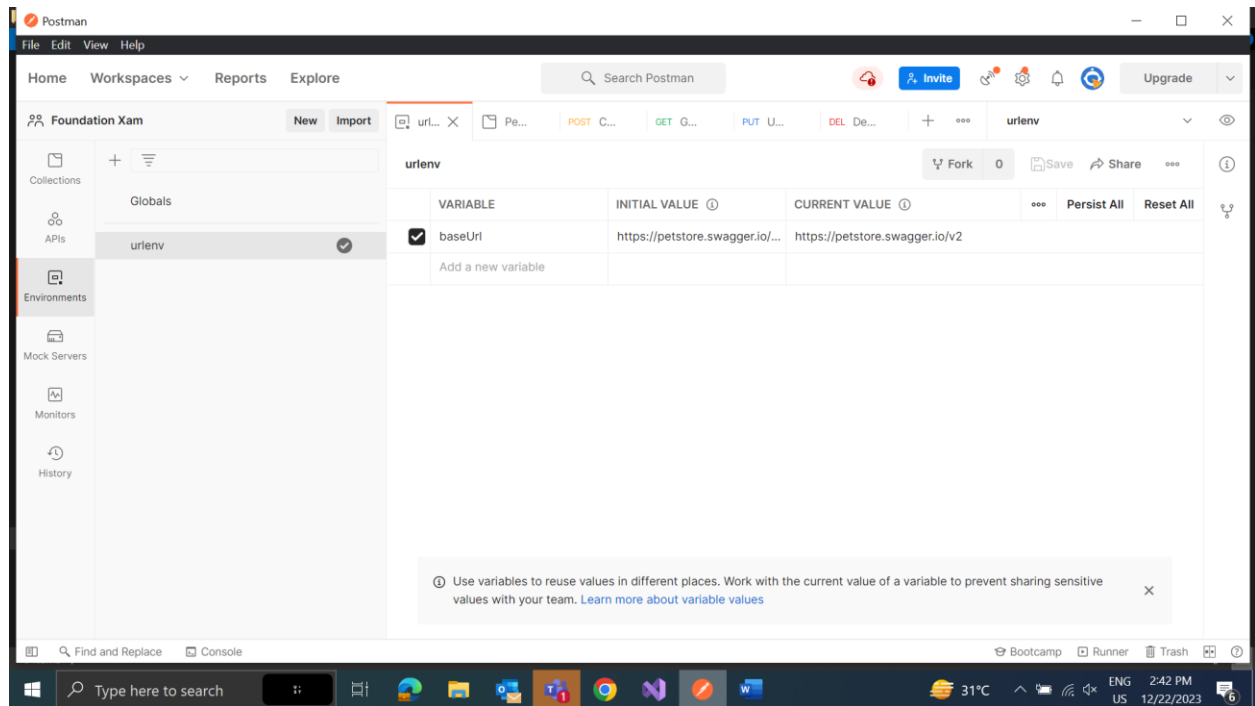 Postman
File Edit View Help
Home Workspaces Reports Explore Search Postman Invite Upgrade
Foundation Xam New Import url... Pe... POST C... GET G... PUT U... DEL De... urlenv
Collections
APIs
Environments
Mock Servers
Monitors
History
Globals
urlenv
urlenv Fork 0 Save Share
VARIABLE INITIAL VALUE CURRENT VALUE Persist All Reset All
baseUrl https://petstore.swagger.io/... https://petstore.swagger.io/v2
Add a new variable
Use variables to reuse values in different places. Work with the current value of a variable to prevent sharing sensitive
values with your team. Learn more about variable values
Find and Replace Console Bootcamp Runner Trash
Type here to search 31°C ENG 2:42 PM
US 12/22/2023 6